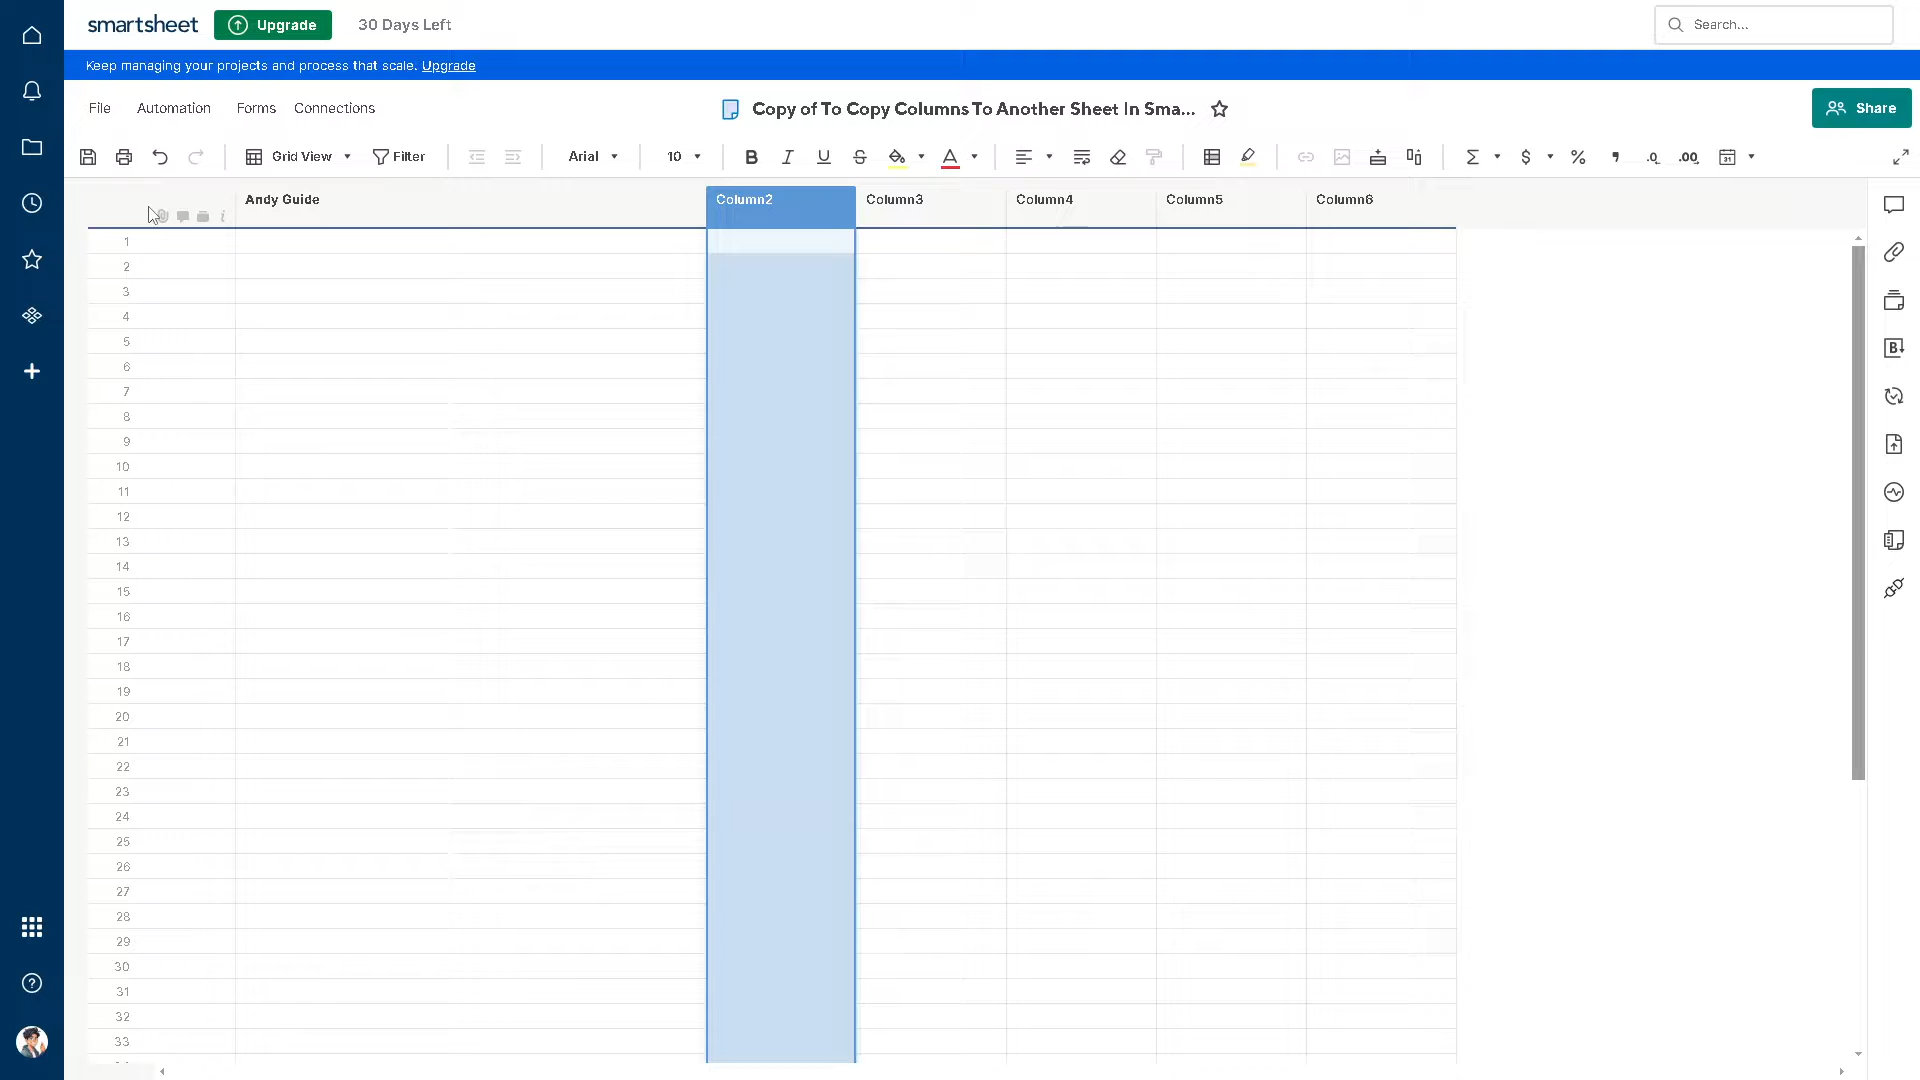 smartsheet
Upgrade
30 Days Left
Search...
Keep managing your projects and process that scale. Upgrade
File
Automation
Forms
Connections
Copy of To Copy Columns To Another Sheet In Sma...
Share
Grid View
Filter
Arial
10
B
I
U
S
A
Σ
$
%
.0
.00
31
Andy Guide
Column2
Column3
Column4
Column5
Column6
1
2
3
4
5
6
7
8
9
10
11
12
13
14
15
16
17
18
19
20
21
22
23
24
25
26
27
28
29
30
31
32
33